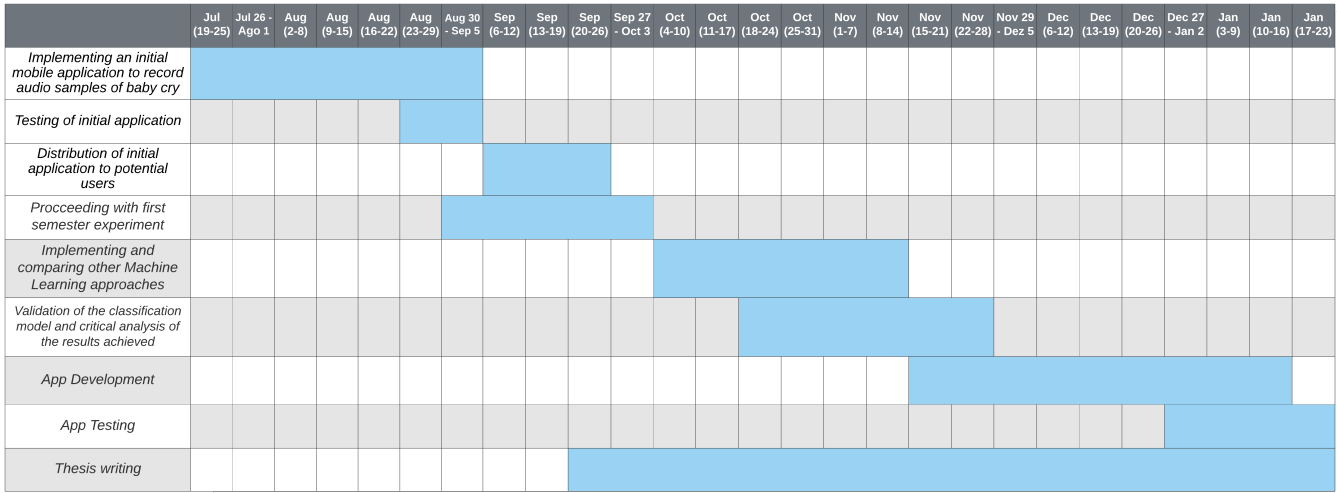 Jul Jul 26 - Aug Aug Aug Aug Aug 30 Sep Sep Sep Sep 27 Oct Oct Oct Oct Nov Nov Nov Nov Nov 29 Dec Dec Dec Dec 27 Jan Jan Jan
(19-25) Ago 1 (2-8) (9-15) (16-22) (23-29) - Sep 5 (6-12) (13-19) (20-26) - Oct 3 (4-10) (11-17) (18-24) (25-31) (1-7) (8-14) (15-21) (22-28) - Dez 5 (6-12) (13-19) (20-26) - Jan 2 (3-9) (10-16) (17-23)
Implementing an initial
mobile application to record
audio samples of baby cry
Testing of initial application
Distribution of initial
application to potential
users
Procceeding with first
semester experiment
Implementing and
comparing other Machine
Learning approaches
Validation of the classification
model and critical analysis of
the results achieved
App Development
App Testing
Thesis writing